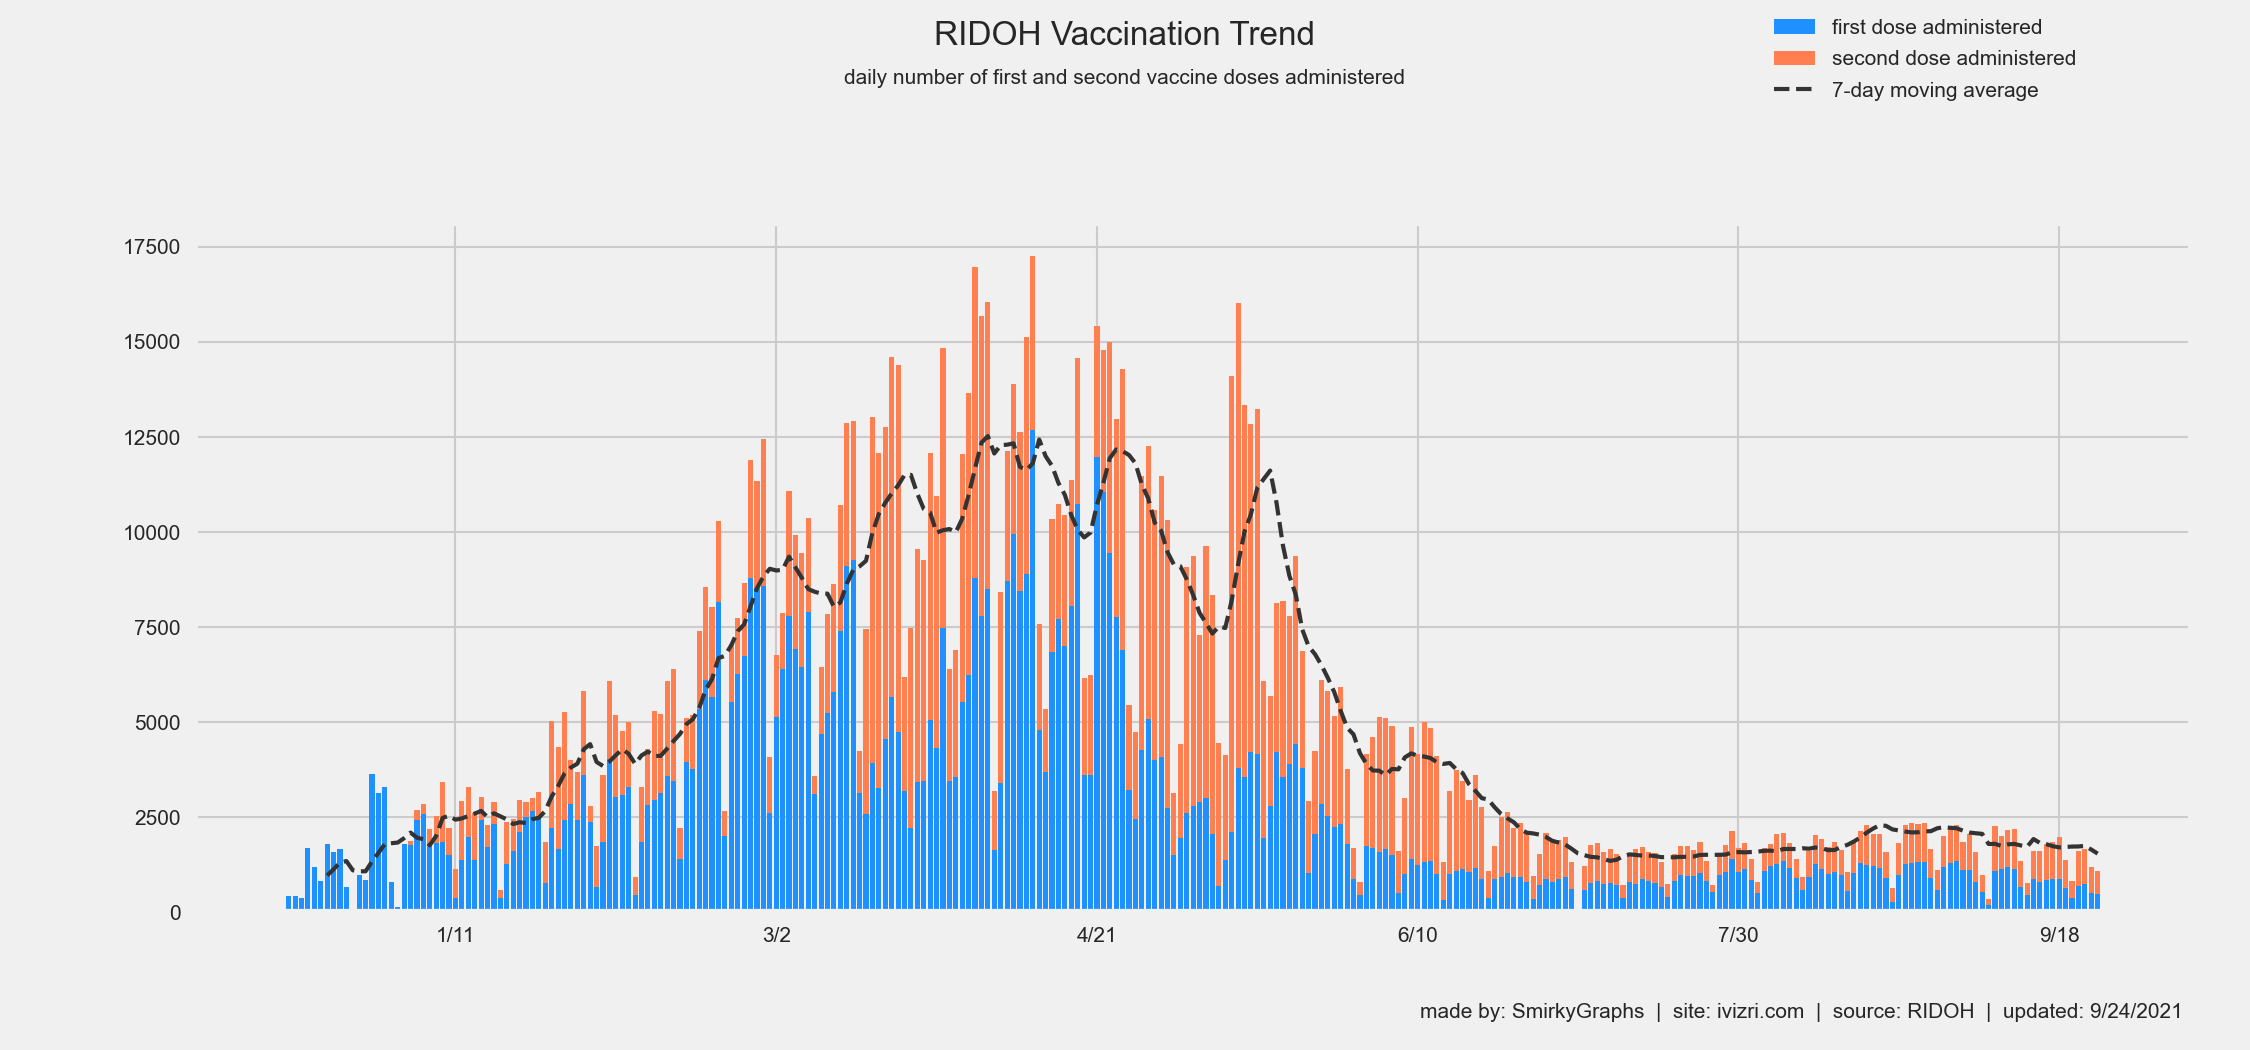 RIDOH Vaccination Trend
daily number of first and second vaccine doses administered
first dose administered
second dose administered
7-day moving average
17500
15000
12500
10000
7500
5000
2500
0
1/11
3/2
4/21
6/10
7/30
9/18
made by: SmirkyGraphs | site: ivizri.com | source: RIDOH | updated: 9/24/2021